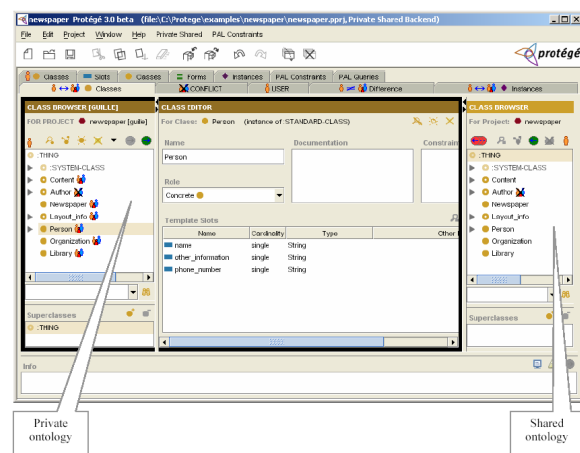 newspaper Protégé 3.0 beta (file:\C:\Protege\examples\newspaper\newspaper.pprj, Private Shared Backend)
File Edit Project Window Help Private Shared PAL Constraints
protégé
Classes Slots Classes Forms Instances PAL Constraints PAL Queries
Classes CONFLICT USER Difference Instances
CLASS BROWSER [GUILLE]
FOR PROJECT: newspaper [guille]
:THING
:SYSTEM-CLASS
Content
Author
Newspaper
Layout_info
Person
Organization
Library
Superclasses
:THING
CLASS EDITOR
For Class: Person (instance of :STANDARD-CLASS)
Name Documentation Constrain
Person
Role
Concrete
Template Slots
Name Cardinality Type Other
name single String
other_information single String
phone_number single String
CLASS BROWSER
For Project: newspaper
:THING
:SYSTEM-CLASS
Content
Author
Newspaper
Layout_info
Person
Organization
Library
Superclasses
Info
Private
ontology
Shared
ontology